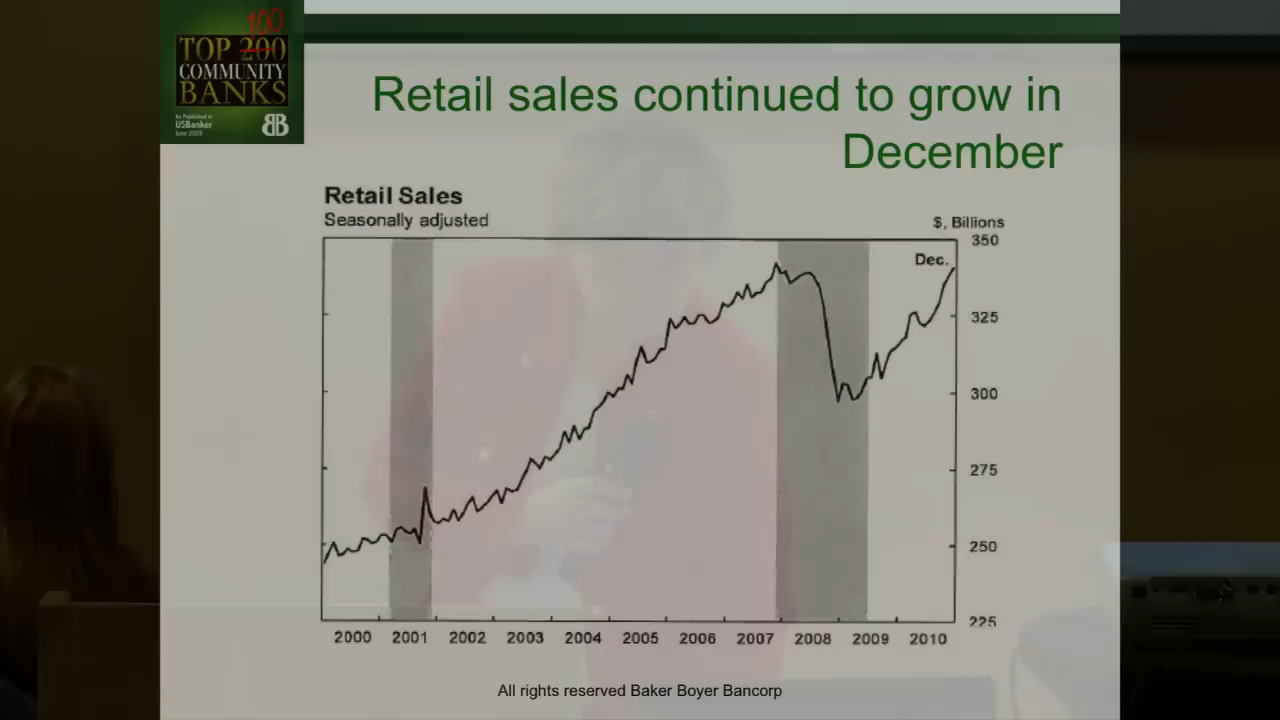 100
TOP 200
COMMUNITY
BANKS
As Published in
USBanker
June 2009
BB
Retail sales continued to grow in
December
Retail Sales
Seasonally adjusted
$, Billions
350
Dec.
325
300
275
250
225
2000 2001 2002 2003 2004 2005 2006 2007 2008 2009 2010
All rights reserved Baker Boyer Bancorp